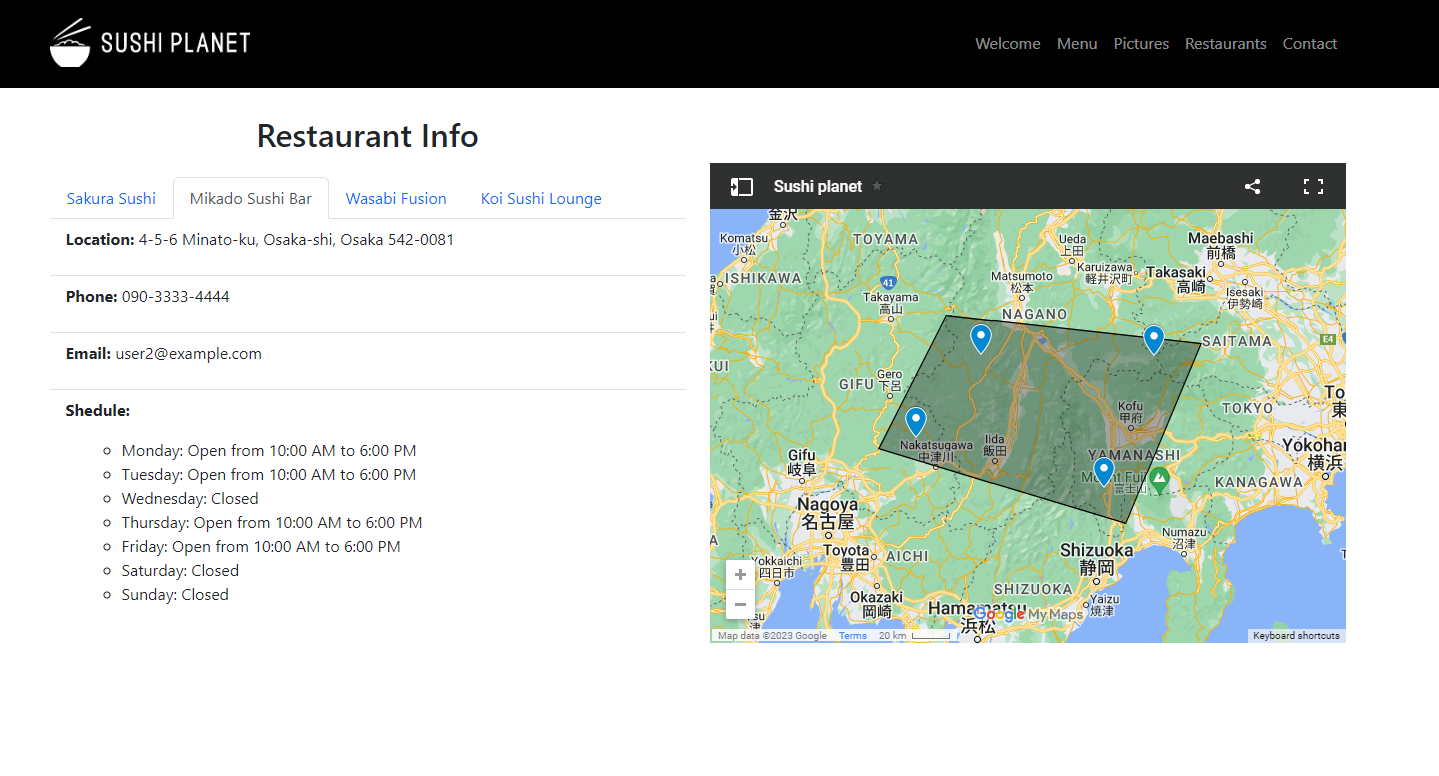 SUSHI PLANET
Welcome Menu Pictures Restaurants Contact
Restaurant Info
Sakura Sushi Mikado Sushi Bar Wasabi Fusion Koi Sushi Lounge
Location: 4-5-6 Minato-ku, Osaka-shi, Osaka 542-0081
Phone: 090-3333-4444
Email: user2@example.com
Shedule:
Monday: Open from 10:00 AM to 6:00 PM
Tuesday: Open from 10:00 AM to 6:00 PM
Wednesday: Closed
Thursday: Open from 10:00 AM to 6:00 PM
Friday: Open from 10:00 AM to 6:00 PM
Saturday: Closed
Sunday: Closed
Sushi planet
金沢
Komatsu
小松
TOYAMA
Ueda
上田
Maebashi
前橋
ISHIKAWA
41
Matsumoto
松本
Karuizawa
軽井沢町
Takasaki
高崎
Isesaki
伊勢崎
Takayama
高山
NAGANO
SAITAMA
E4
GIFU
Gero
下呂
Kofu
甲府
TOKYO
Nakatsugawa
中津川
Iida
飯田
YAMANASHI
Gifu
岐阜
Mount Fuji
富士山
KANAGAWA
横浜
Nagoya
名古屋
Numazu
沼津
Toyota
豊田
AICHI
Shizuoka
静岡
Yokkaichi
四日市
SHIZUOKA
Okazaki
岡崎
Yaizu
焼津
Hamamatsu
浜松
Google My Maps
Map data ©2023 Google Terms 20 km Keyboard shortcuts